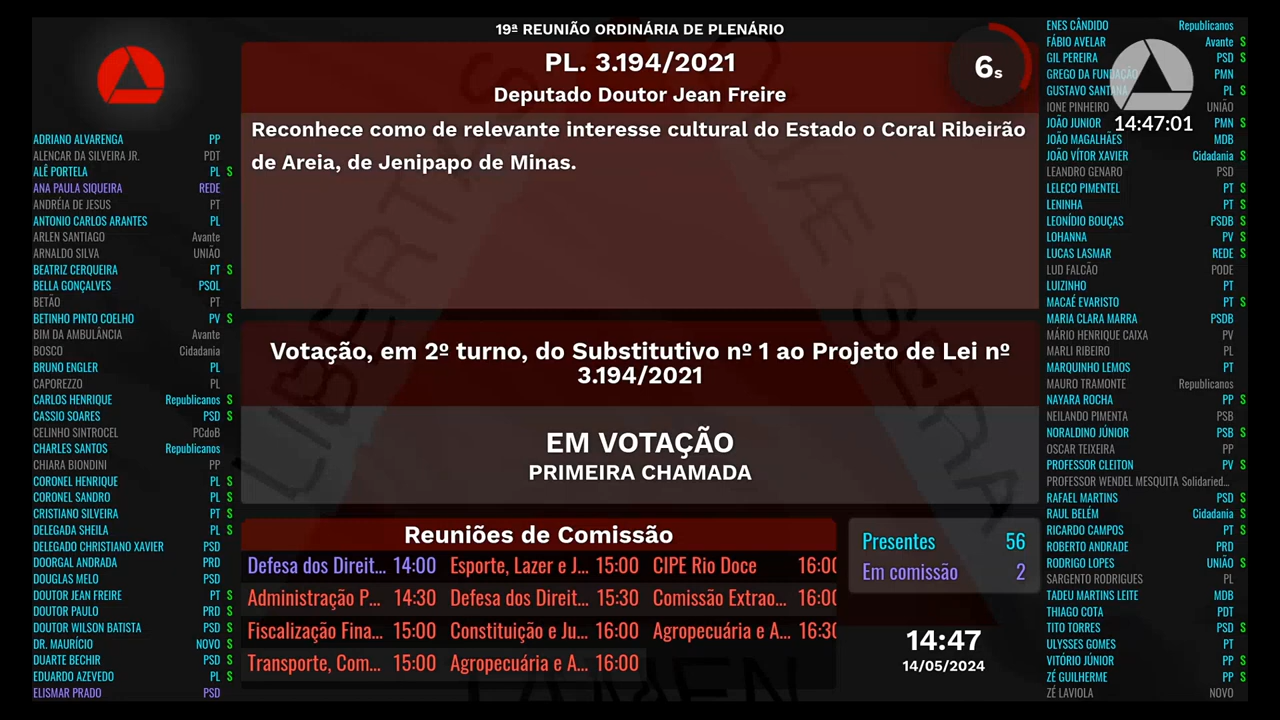 19ª REUNIÃO ORDINÁRIA DE PLENÁRIO
PL. 3.194/2021
Deputado Doutor Jean Freire
6s
Reconhece como de relevante interesse cultural do Estado o Coral Ribeirão
de Areia, de Jenipapo de Minas.
Votação, em 2º turno, do Substitutivo nº 1 ao Projeto de Lei nº
3.194/2021
EM VOTAÇÃO
PRIMEIRA CHAMADA
Reuniões de Comissão
Defesa dos Direit... 14:00 Esporte, Lazer e J... 15:00 CIPE Rio Doce 16:00
Administração P... 14:30 Defesa dos Direit... 15:30 Comissão Extrao... 16:00
Fiscalização Fina... 15:00 Constituição e Ju... 16:00 Agropecuária e A... 16:30
Transporte, Com... 15:00 Agropecuária e A... 16:00
Presentes 56
Em comissão 2
14:47
14/05/2024
ADRIANO ALVARENGA PP
ALENCAR DA SILVEIRA JR. PDT
ALÊ PORTELA PL S
ANA PAULA SIQUEIRA REDE
ANDRÉIA DE JESUS PT
ANTONIO CARLOS ARANTES PL
ARLEN SANTIAGO Avante
ARNALDO SILVA UNIÃO
BEATRIZ CERQUEIRA PT S
BELLA GONÇALVES PSOL
BETÃO PT
BETINHO PINTO COELHO PV S
BIM DA AMBULÂNCIA Avante
BOSCO Cidadania
BRUNO ENGLER PL
CAPOREZZO PL
CARLOS HENRIQUE Republicanos S
CASSIO SOARES PSD S
CELINHO SINTROCEL PCdoB
CHARLES SANTOS Republicanos
CHIARA BIONDINI PP
CORONEL HENRIQUE PL S
CORONEL SANDRO PL S
CRISTIANO SILVEIRA PT S
DELEGADA SHEILA PL S
DELEGADO CHRISTIANO XAVIER PSD
DOORGAL ANDRADA PRD
DOUGLAS MELO PSD
DOUTOR JEAN FREIRE PT S
DOUTOR PAULO PRD S
DOUTOR WILSON BATISTA PSD S
DR. MAURÍCIO NOVO S
DUARTE BECHIR PSD S
EDUARDO AZEVEDO PL S
ELISMAR PRADO PSD
ENES CÂNDIDO Republicanos
FÁBIO AVELAR Avante S
GIL PEREIRA PSD S
GREGO DA FUNDAÇÃO PMN
GUSTAVO SANTANA PL S
IONE PINHEIRO UNIÃO
JOÃO JUNIOR PMN S
14:47:01
JOÃO MAGALHÃES MDB
JOÃO VÍTOR XAVIER Cidadania S
LEANDRO GENARO PSD
LELECO PIMENTEL PT S
LENINHA PT S
LEONÍDIO BOUÇAS PSDB S
LOHANNA PV S
LUCAS LASMAR REDE S
LUD FALCÃO PODE
LUIZINHO PT
MACAÉ EVARISTO PT S
MARIA CLARA MARRA PSDB
MÁRIO HENRIQUE CAIXA PV
MARLI RIBEIRO PL
MARQUINHO LEMOS PT
MAURO TRAMONTE Republicanos
NAYARA ROCHA PP S
NEILANDO PIMENTA PSB
NORALDINO JÚNIOR PSB S
OSCAR TEIXEIRA PP
PROFESSOR CLEITON PV S
PROFESSOR WENDEL MESQUITA Solidaried...
RAFAEL MARTINS PSD S
RAUL BELÉM Cidadania S
RICARDO CAMPOS PT S
ROBERTO ANDRADE PRD
RODRIGO LOPES UNIÃO S
SARGENTO RODRIGUES PL
TADEU MARTINS LEITE MDB
THIAGO COTA PDT
TITO TORRES PSD S
ULYSSES GOMES PT
VITÓRIO JÚNIOR PP S
ZÉ GUILHERME PP S
ZÉ LAVIOLA NOVO